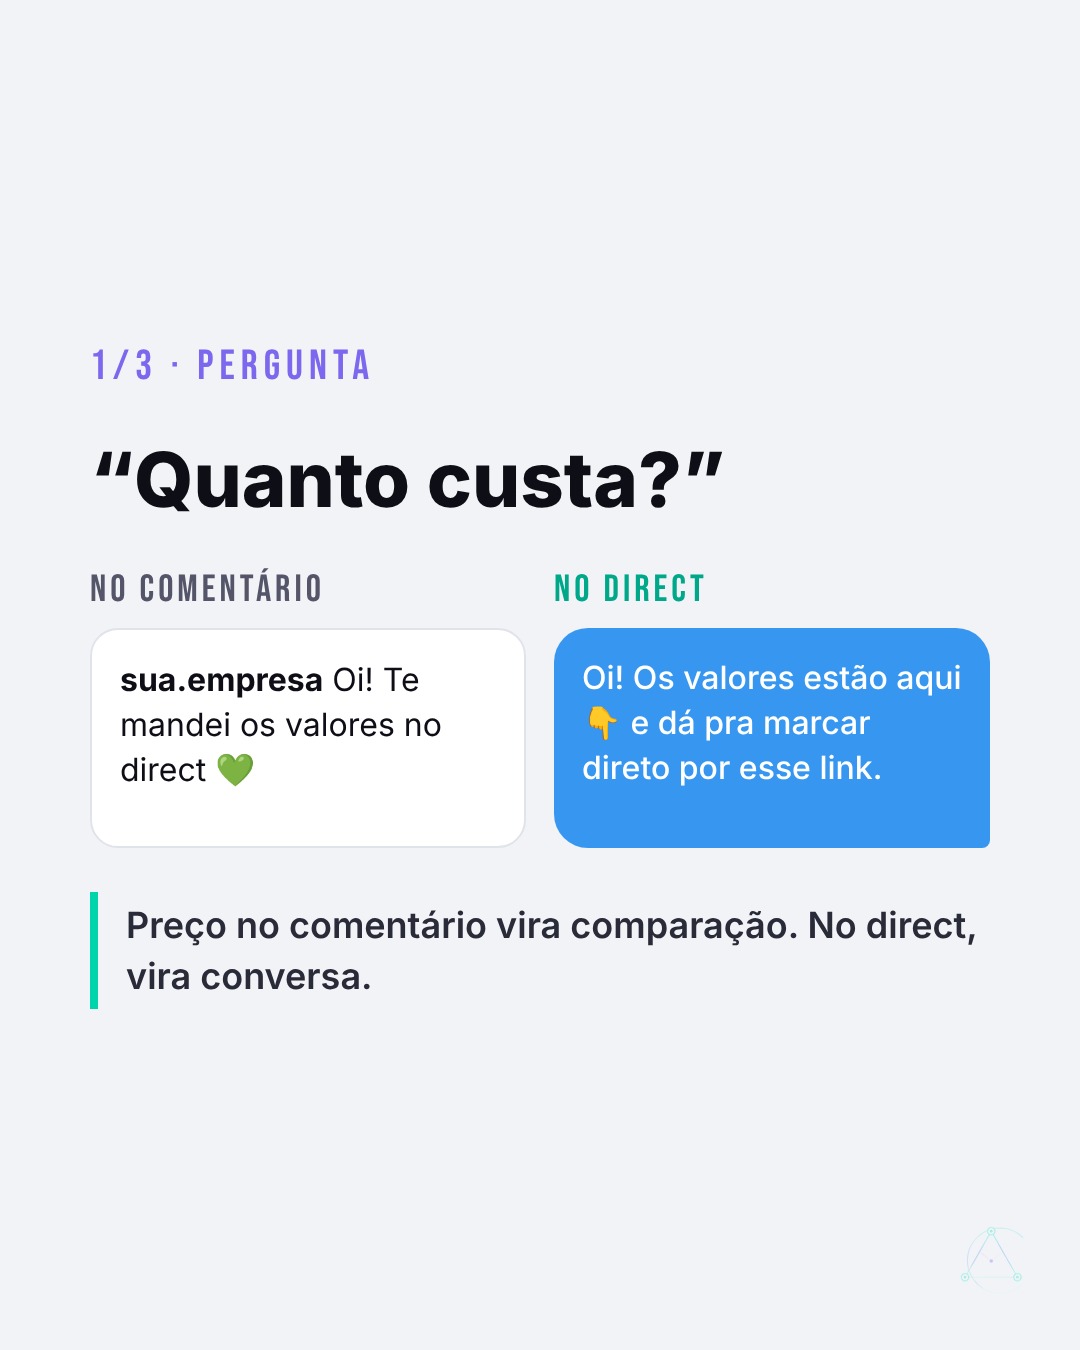 1/3 · PERGUNTA
“Quanto custa?”
NO COMENTÁRIO
sua.empresa Oi! Te
mandei os valores no
direct 💚
NO DIRECT
Oi! Os valores estão aqui
👇 e dá pra marcar
direto por esse link.
Preço no comentário vira comparação. No direct,
vira conversa.